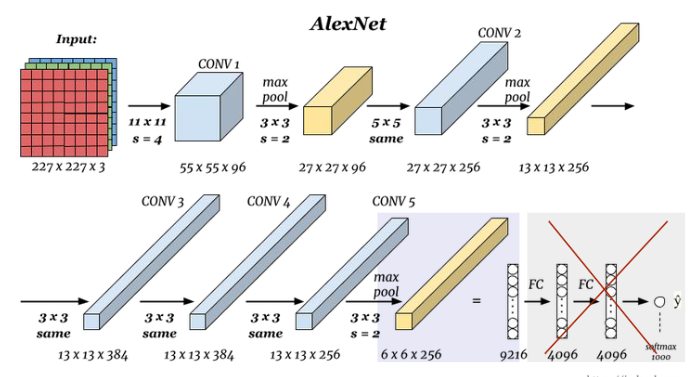 AlexNet
Input:
CONV 1
CONV 2
max
pool
max
pool
11 x 11
s = 4
3 x 3
s = 2
5 x 5
same
3 x 3
s = 2
227 x 227 x 3
55 x 55 x 96
27 x 27 x 96
27 x 27 x 256
13 x 13 x 256
CONV 3
CONV 4
CONV 5
max
pool
=
FC
FC
ŷ
3 x 3
same
3 x 3
same
3 x 3
same
3 x 3
s = 2
softmax
1000
13 x 13 x 384
13 x 13 x 384
13 x 13 x 256
6 x 6 x 256
9216
4096
4096